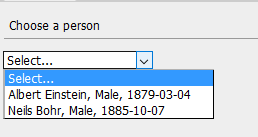 Choose a person
Select...
Select...
Albert Einstein, Male, 1879-03-04
Neils Bohr, Male, 1885-10-07